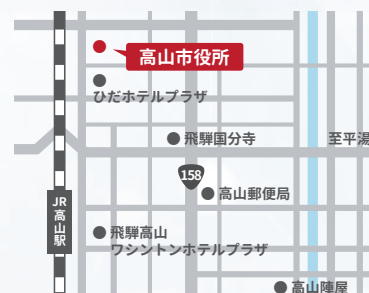 高山市役所
ひだホテルプラザ
飛騨国分寺
至平湯
158
高山郵便局
JR
高山駅
飛騨高山
ワシントンホテルプラザ
高山陣屋